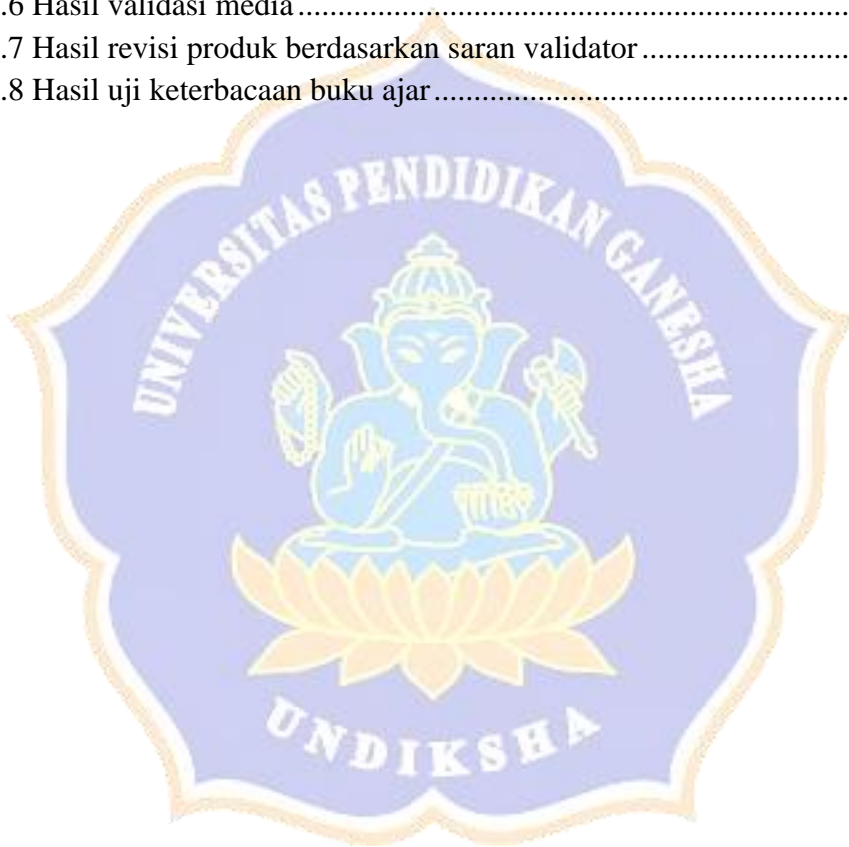 .6 Hasil validasi media................................................................
.7 Hasil revisi produk berdasarkan saran validator..........................
.8 Hasil uji keterbacaan buku ajar.....................................................
UNIVERSITAS PENDIDIKAN GANESHA
UNDIKSHA